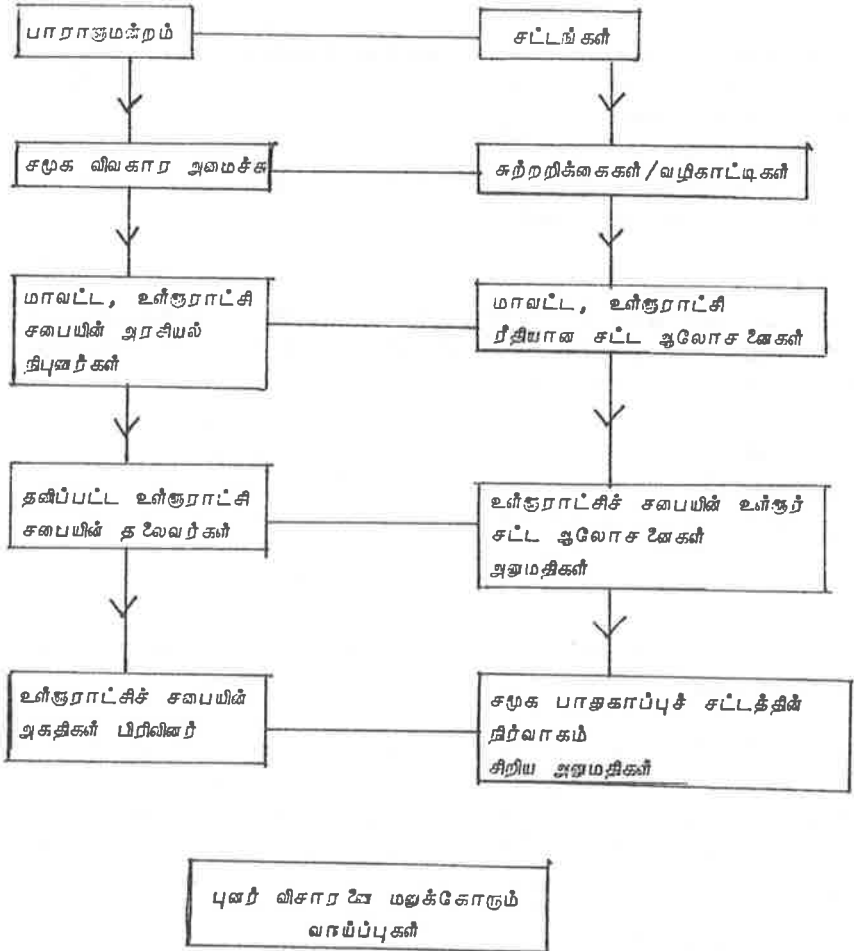 பாராளுமன்றம்
சட்டங்கள்
சமூக விவகார அமைச்சு
சுற்றறிக்கைகள்/வழிகாட்டிகள்
மாவட்ட, உள்ளூராட்சி
சபையின் அரசியல்
நிபுணர்கள்
மாவட்ட, உள்ளூராட்சி
ரீதியான சட்ட ஆலோசனைகள்
தனிப்பட்ட உள்ளூராட்சி
சபையின் தலைவர்கள்
உள்ளூராட்சிச் சபையின் உள்ளூர்
சட்ட ஆலோசனைகள்
அனுமதிகள்
உள்ளூராட்சிச் சபையின்
அகதிகள் பிரிவினர்
சமூக பாதுகாப்புச் சட்டத்தின்
நிர்வாகம்
சிறிய அனுமதிகள்
புனர் விசாரணை மனுக்கோரும்
வாய்ப்புகள்